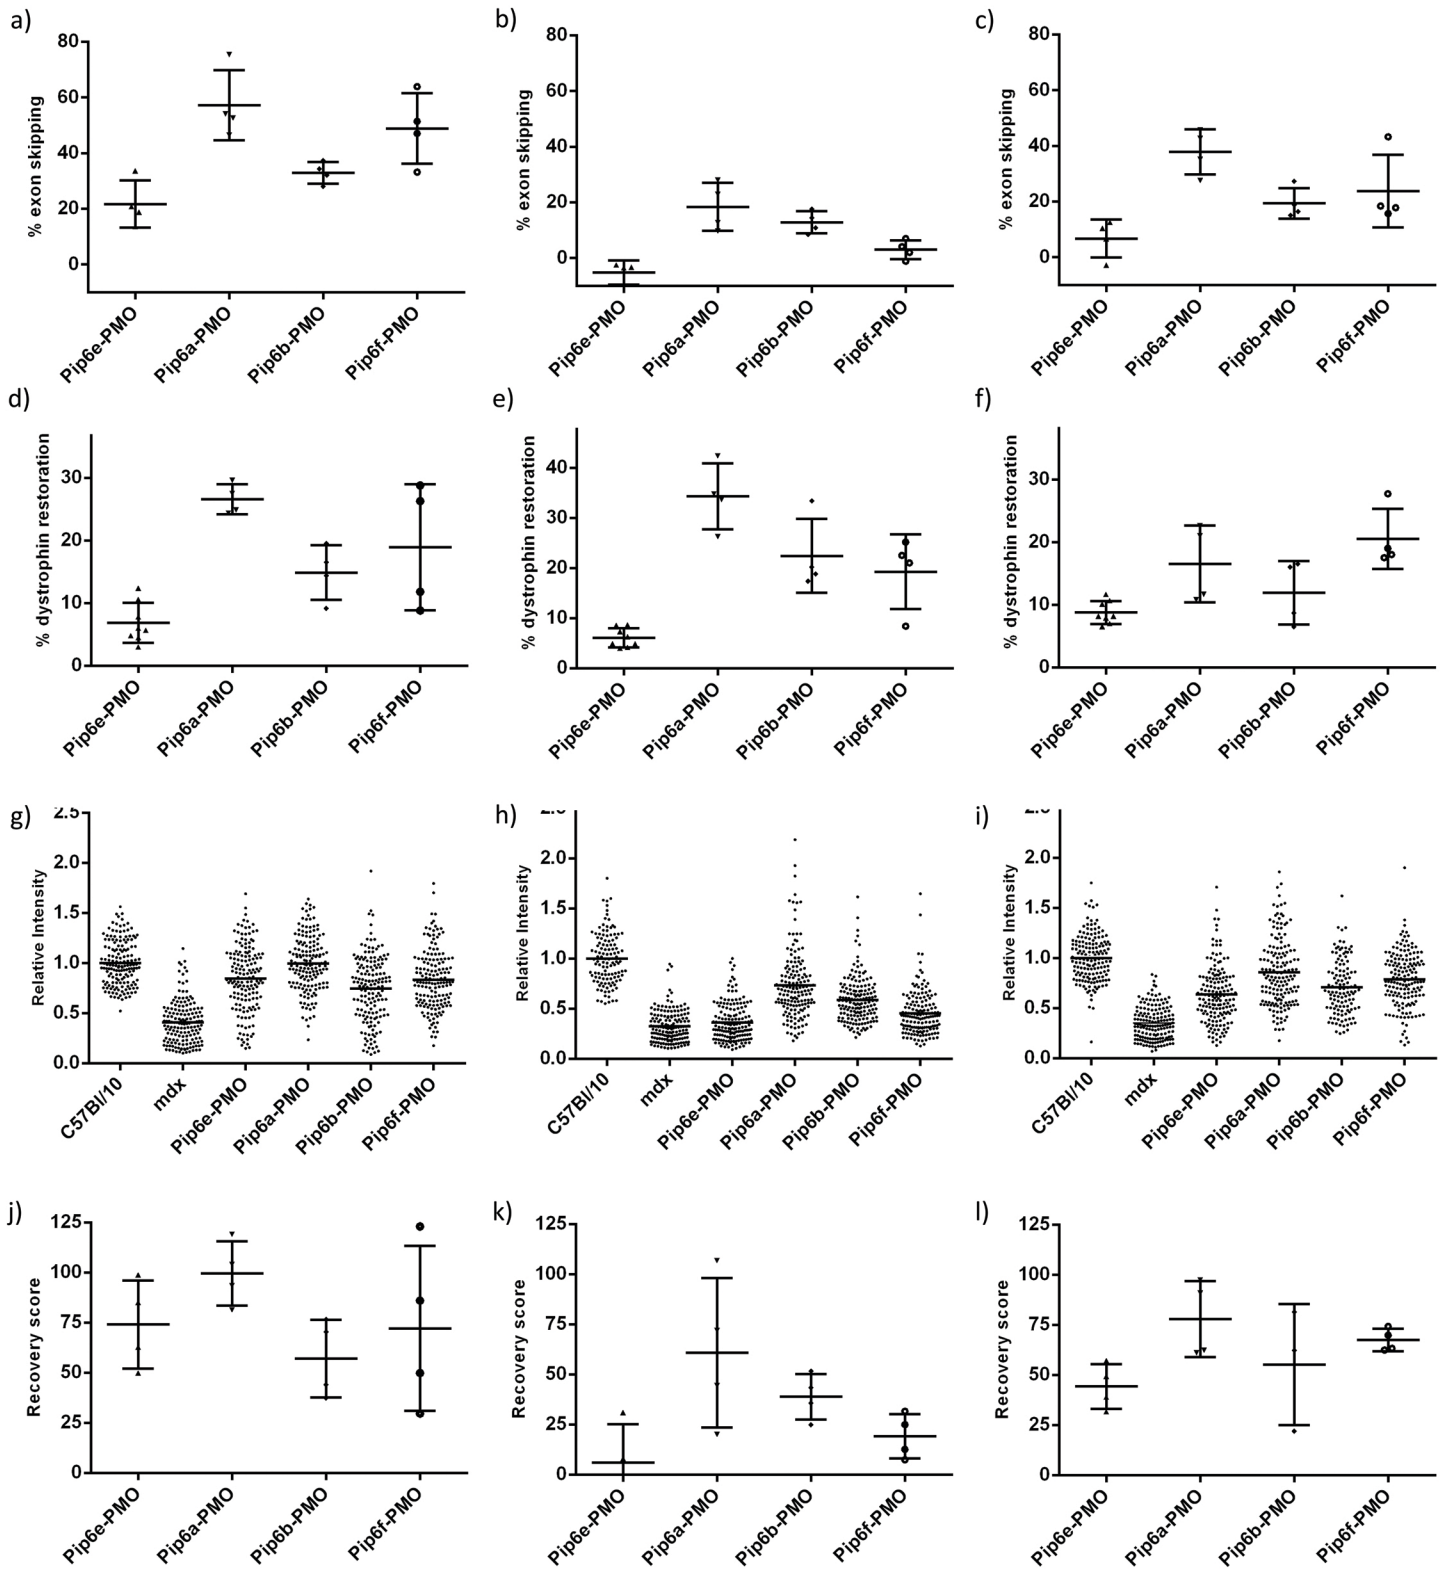 a)
% exon skipping
80
60
40
20
0
Pip6e-PMO
Pip6a-PMO
Pip6b-PMO
Pip6f-PMO
b)
% exon skipping
80
60
40
20
0
Pip6e-PMO
Pip6a-PMO
Pip6b-PMO
Pip6f-PMO
c)
% exon skipping
80
60
40
20
0
Pip6e-PMO
Pip6a-PMO
Pip6b-PMO
Pip6f-PMO
d)
% dystrophin restoration
30
20
10
0
Pip6e-PMO
Pip6a-PMO
Pip6b-PMO
Pip6f-PMO
e)
% dystrophin restoration
40
30
20
10
0
Pip6e-PMO
Pip6a-PMO
Pip6b-PMO
Pip6f-PMO
f)
% dystrophin restoration
30
20
10
0
Pip6e-PMO
Pip6a-PMO
Pip6b-PMO
Pip6f-PMO
g)
Relative Intensity
2.5
2.0
1.5
1.0
0.5
0.0
C57Bl/10
mdx
Pip6e-PMO
Pip6a-PMO
Pip6b-PMO
Pip6f-PMO
h)
Relative Intensity
2.0
1.5
1.0
0.5
0.0
C57Bl/10
mdx
Pip6e-PMO
Pip6a-PMO
Pip6b-PMO
Pip6f-PMO
i)
Relative Intensity
2.0
1.5
1.0
0.5
0.0
C57Bl/10
mdx
Pip6e-PMO
Pip6a-PMO
Pip6b-PMO
Pip6f-PMO
j)
Recovery score
125
100
75
50
25
0
Pip6e-PMO
Pip6a-PMO
Pip6b-PMO
Pip6f-PMO
k)
Recovery score
125
100
75
50
25
0
Pip6e-PMO
Pip6a-PMO
Pip6b-PMO
Pip6f-PMO
l)
Recovery score
125
100
75
50
25
0
Pip6e-PMO
Pip6a-PMO
Pip6b-PMO
Pip6f-PMO